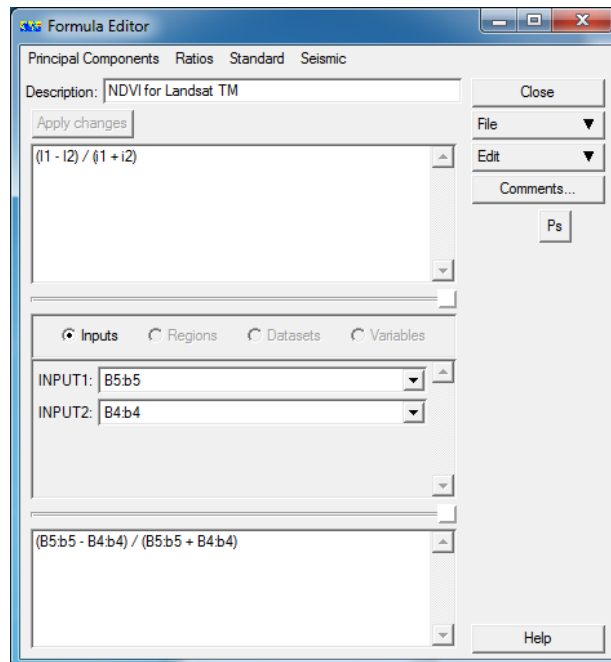 Formula Editor
Principal Components Ratios Standard Seismic
Description: NDVI for Landsat TM
Close
Apply changes
File
(I1 - I2) / (i1 + i2)
Edit
Comments...
Ps
Inputs Regions Datasets Variables
INPUT1: B5:b5
INPUT2: B4:b4
(B5:b5 - B4:b4) / (B5:b5 + B4:b4)
Help